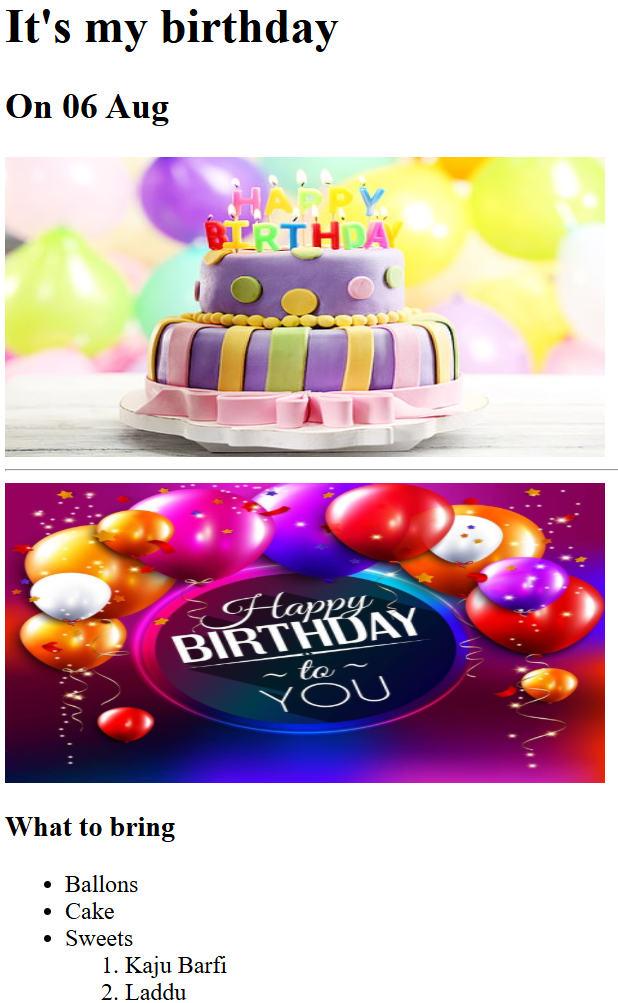 It's my birthday
On 06 Aug
HAPPY
BIRTHDAY
Happy
BIRTHDAY
~ to ~
YOU
What to bring
• Ballons
• Cake
• Sweets
1. Kaju Barfi
2. Laddu